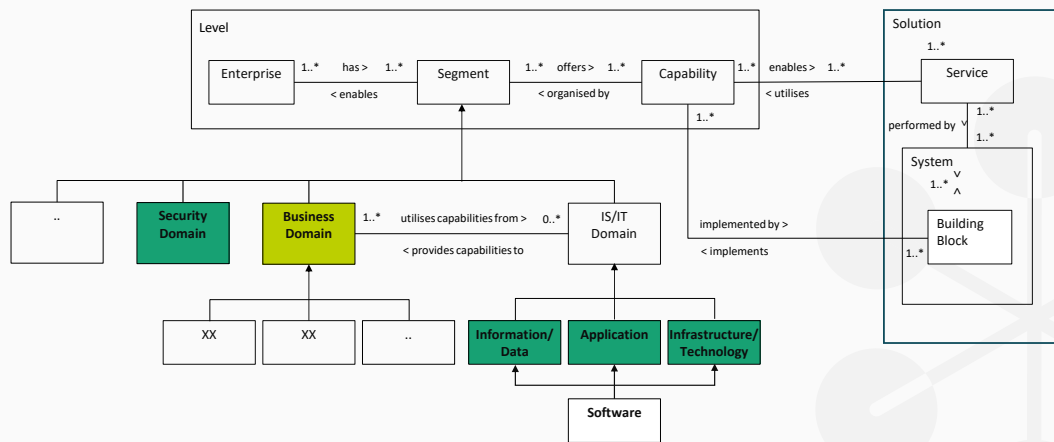 Level
Solution
Enterprise
1..*
has >
1..*
< enables
Segment
1..*
offers >
1..*
< organised by
Capability
1..*
enables >
1..*
< utilises
1..*
Service
1..*
1..*
performed by ˅
1..*
System
˅
1..*
˄
Building
Block
1..*
implemented by >
< implements
..
Security
Domain
Business
Domain
1..*
utilises capabilities from >
0..*
< provides capabilities to
IS/IT
Domain
XX
XX
..
Information/
Data
Application
Infrastructure/
Technology
Software